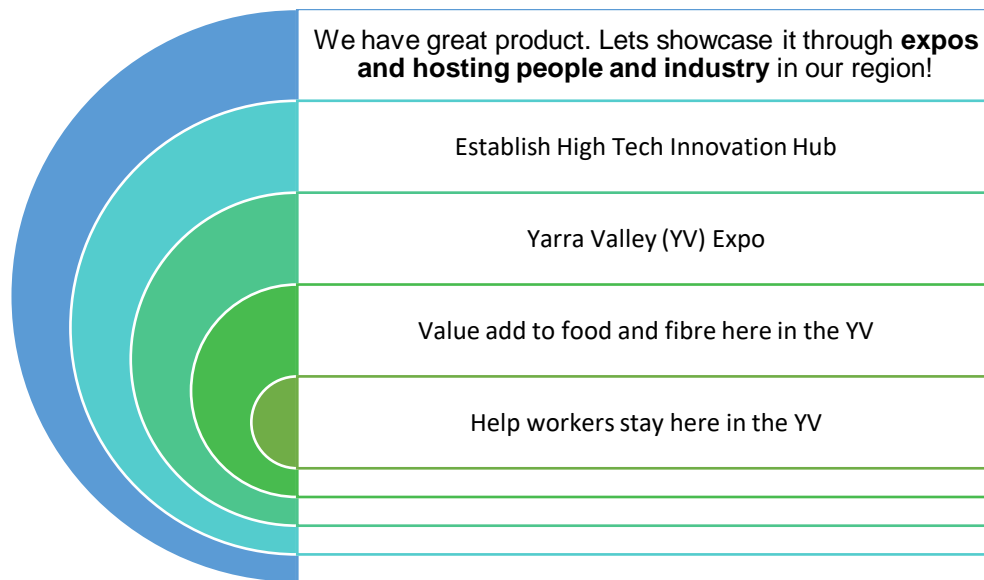 We have great product. Lets showcase it through expos
and hosting people and industry in our region!
Establish High Tech Innovation Hub
Yarra Valley (YV) Expo
Value add to food and fibre here in the YV
Help workers stay here in the YV